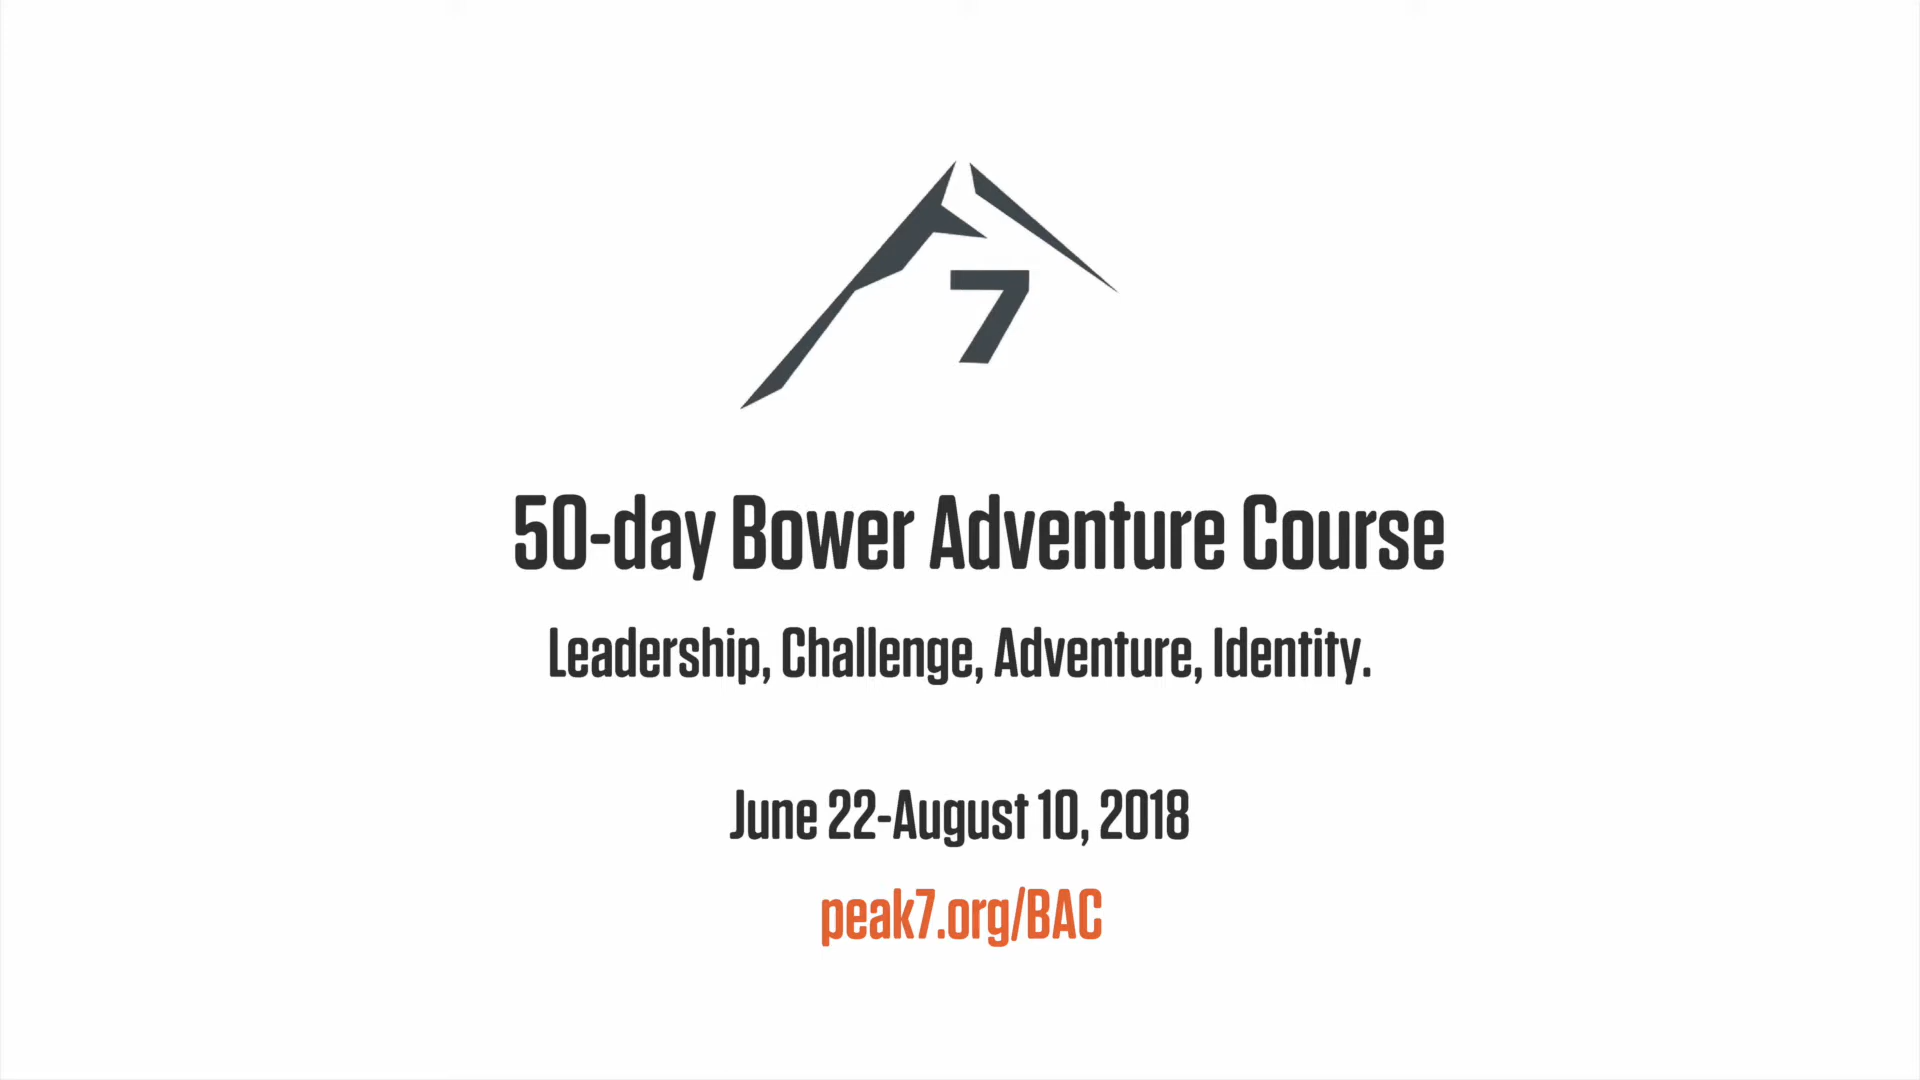 7
50-day Bower Adventure Course
Leadership, Challenge, Adventure, Identity.
June 22-August 10, 2018
peak7.org/BAC